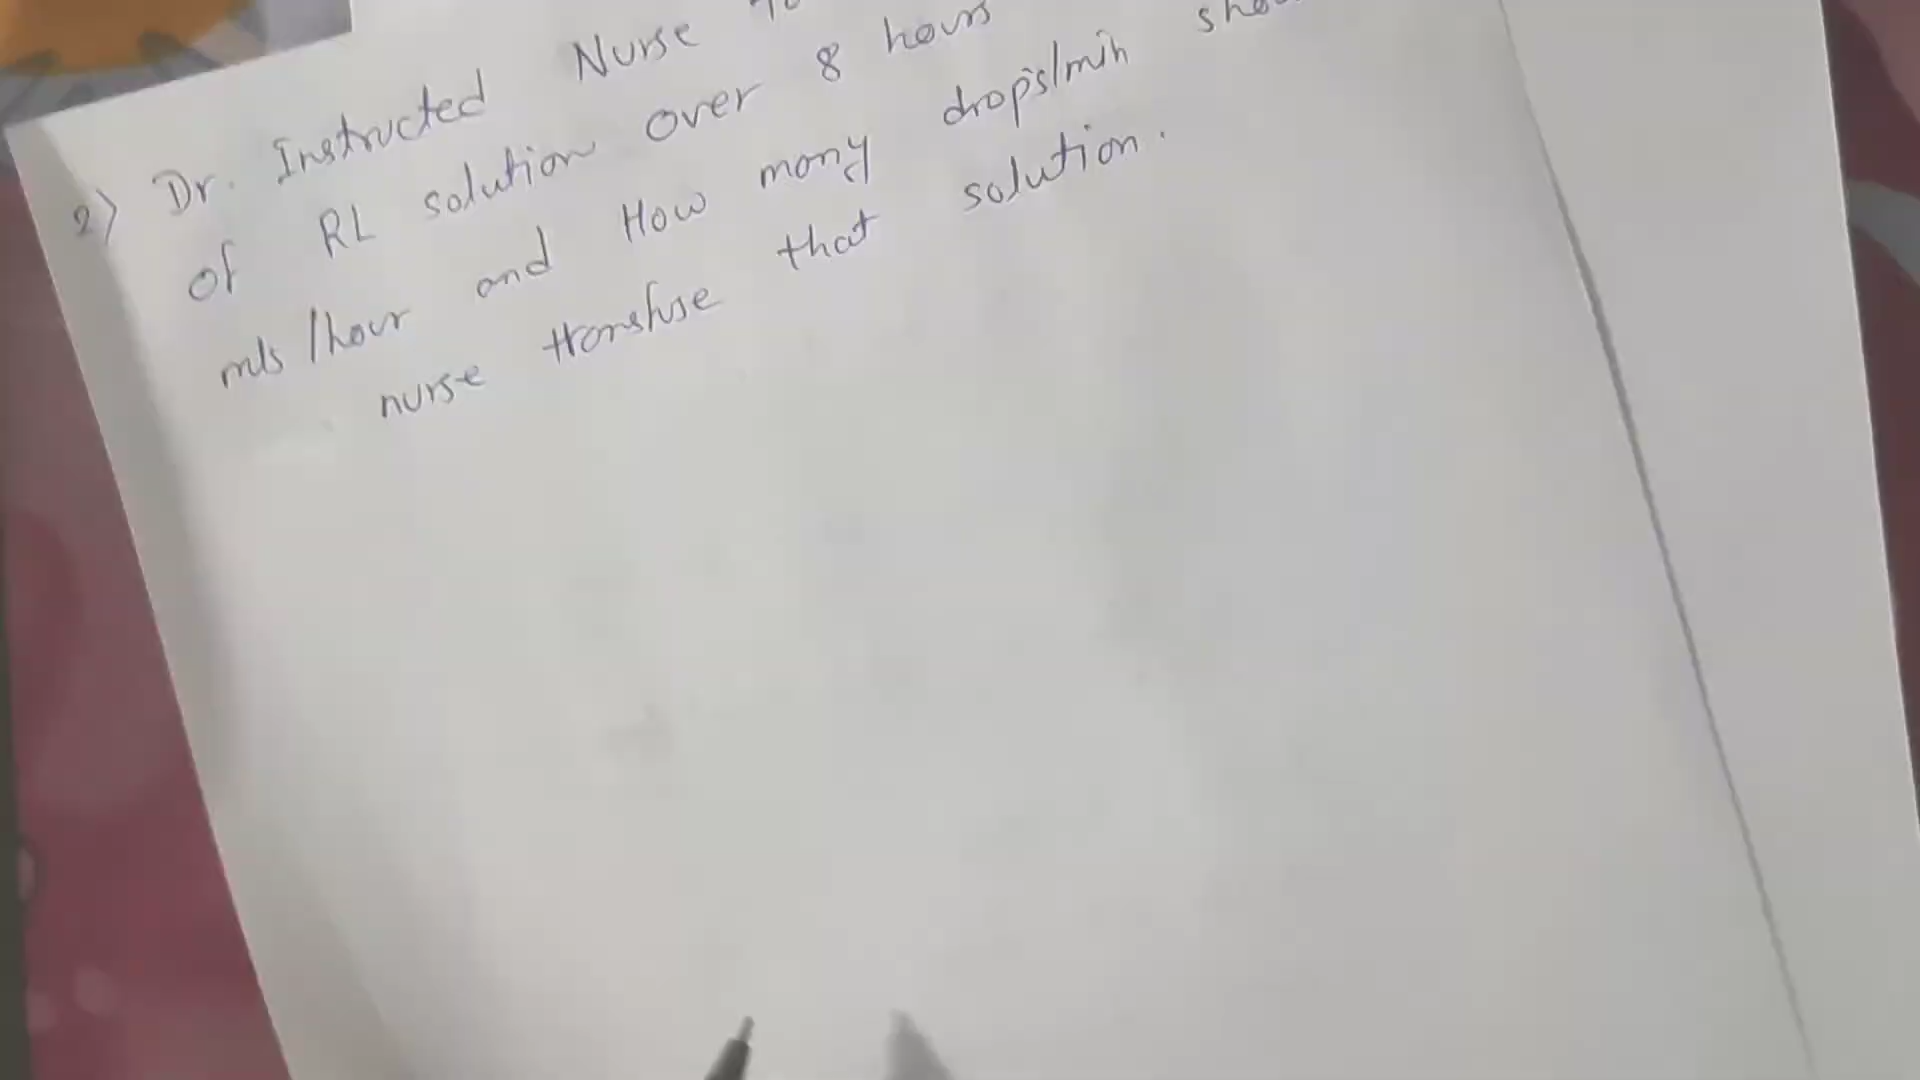 2) Dr. Instructed Nurse
of RL solution over 8 hours
mls/hour and How many drops/min
nurse transfuse that solution.